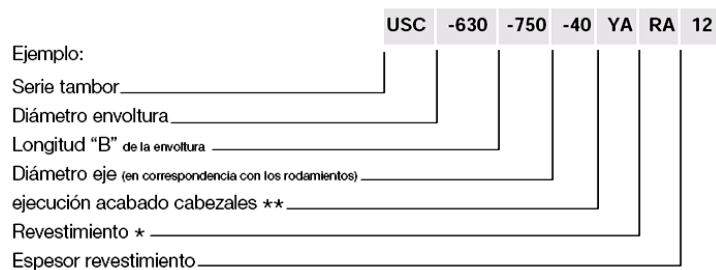 USC -630 -750 -40 YA RA 12
Ejemplo:
Serie tambor
Diámetro envoltura
Longitud “B” de la envoltura
Diámetro eje (en correspondencia con los rodamientos)
ejecución acabado cabezales **
Revestimiento *
Espesor revestimiento